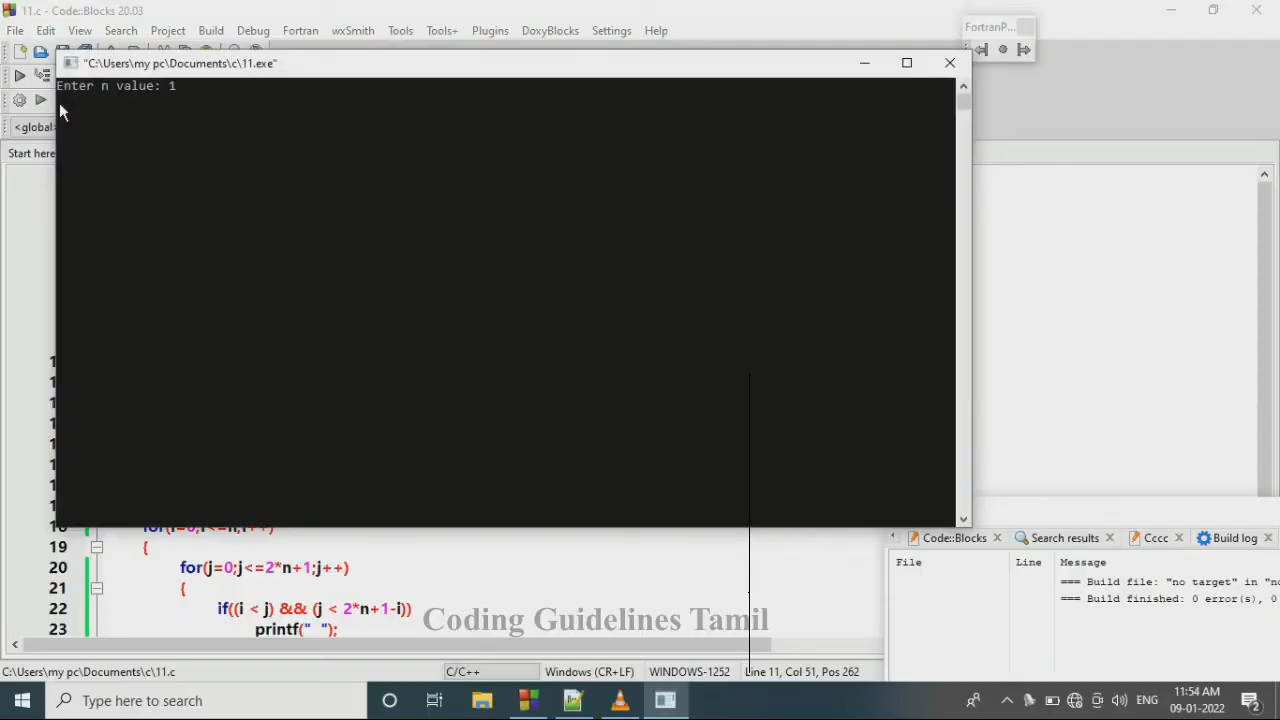 11.c - Code::Blocks 20.03
File Edit View Search Project Build Debug Fortran wxSmith Tools Tools+ Plugins DoxyBlocks Settings Help
FortranP...
"C:\Users\my pc\Documents\c\11.exe"
Enter n value: 1
<global>
Start here
19 {
20 for(j=0;j<=2*n+1;j++)
21 {
22 if((i < j) && (j < 2*n+1-i))
23 printf(" ");
Coding Guidelines Tamil
Code::Blocks Search results Cccc Build log
File Line Message
=== Build file: "no target" in "no
=== Build finished: 0 error(s), 0
C:\Users\my pc\Documents\c\11.c C/C++ Windows (CR+LF) WINDOWS-1252 Line 11, Col 51, Pos 262
Type here to search
ENG
11:54 AM
09-01-2022
2